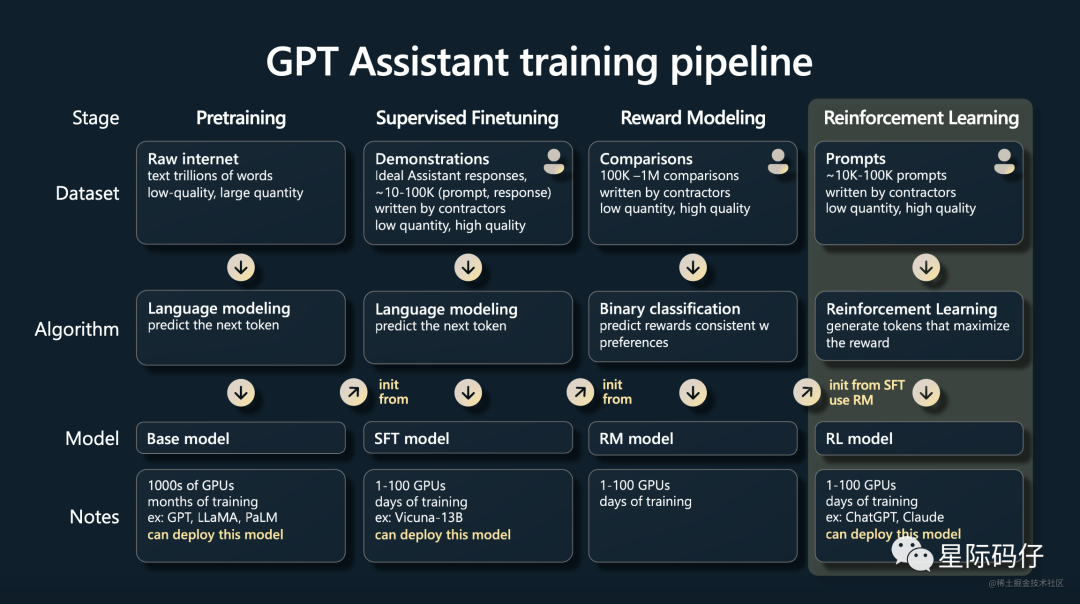 GPT Assistant training pipeline
Stage
Pretraining
Supervised Finetuning
Reward Modeling
Reinforcement Learning
Dataset
Raw internet
text trillions of words
low-quality, large quantity
Demonstrations
Ideal Assistant responses,
~10-100K (prompt, response)
written by contractors
low quantity, high quality
Comparisons
100K –1M comparisons
written by contractors
low quantity, high quality
Prompts
~10K-100K prompts
written by contractors
low quantity, high quality
Algorithm
Language modeling
predict the next token
Language modeling
predict the next token
Binary classification
predict rewards consistent w
preferences
Reinforcement Learning
generate tokens that maximize
the reward
init
from
init
from
init from SFT
use RM
Model
Base model
SFT model
RM model
RL model
Notes
1000s of GPUs
months of training
ex: GPT, LLaMA, PaLM
can deploy this model
1-100 GPUs
days of training
ex: Vicuna-13B
can deploy this model
1-100 GPUs
days of training
1-100 GPUs
days of training
ex: ChatGPT, Claude
can deploy this model
星际码仔
@稀土掘金技术社区